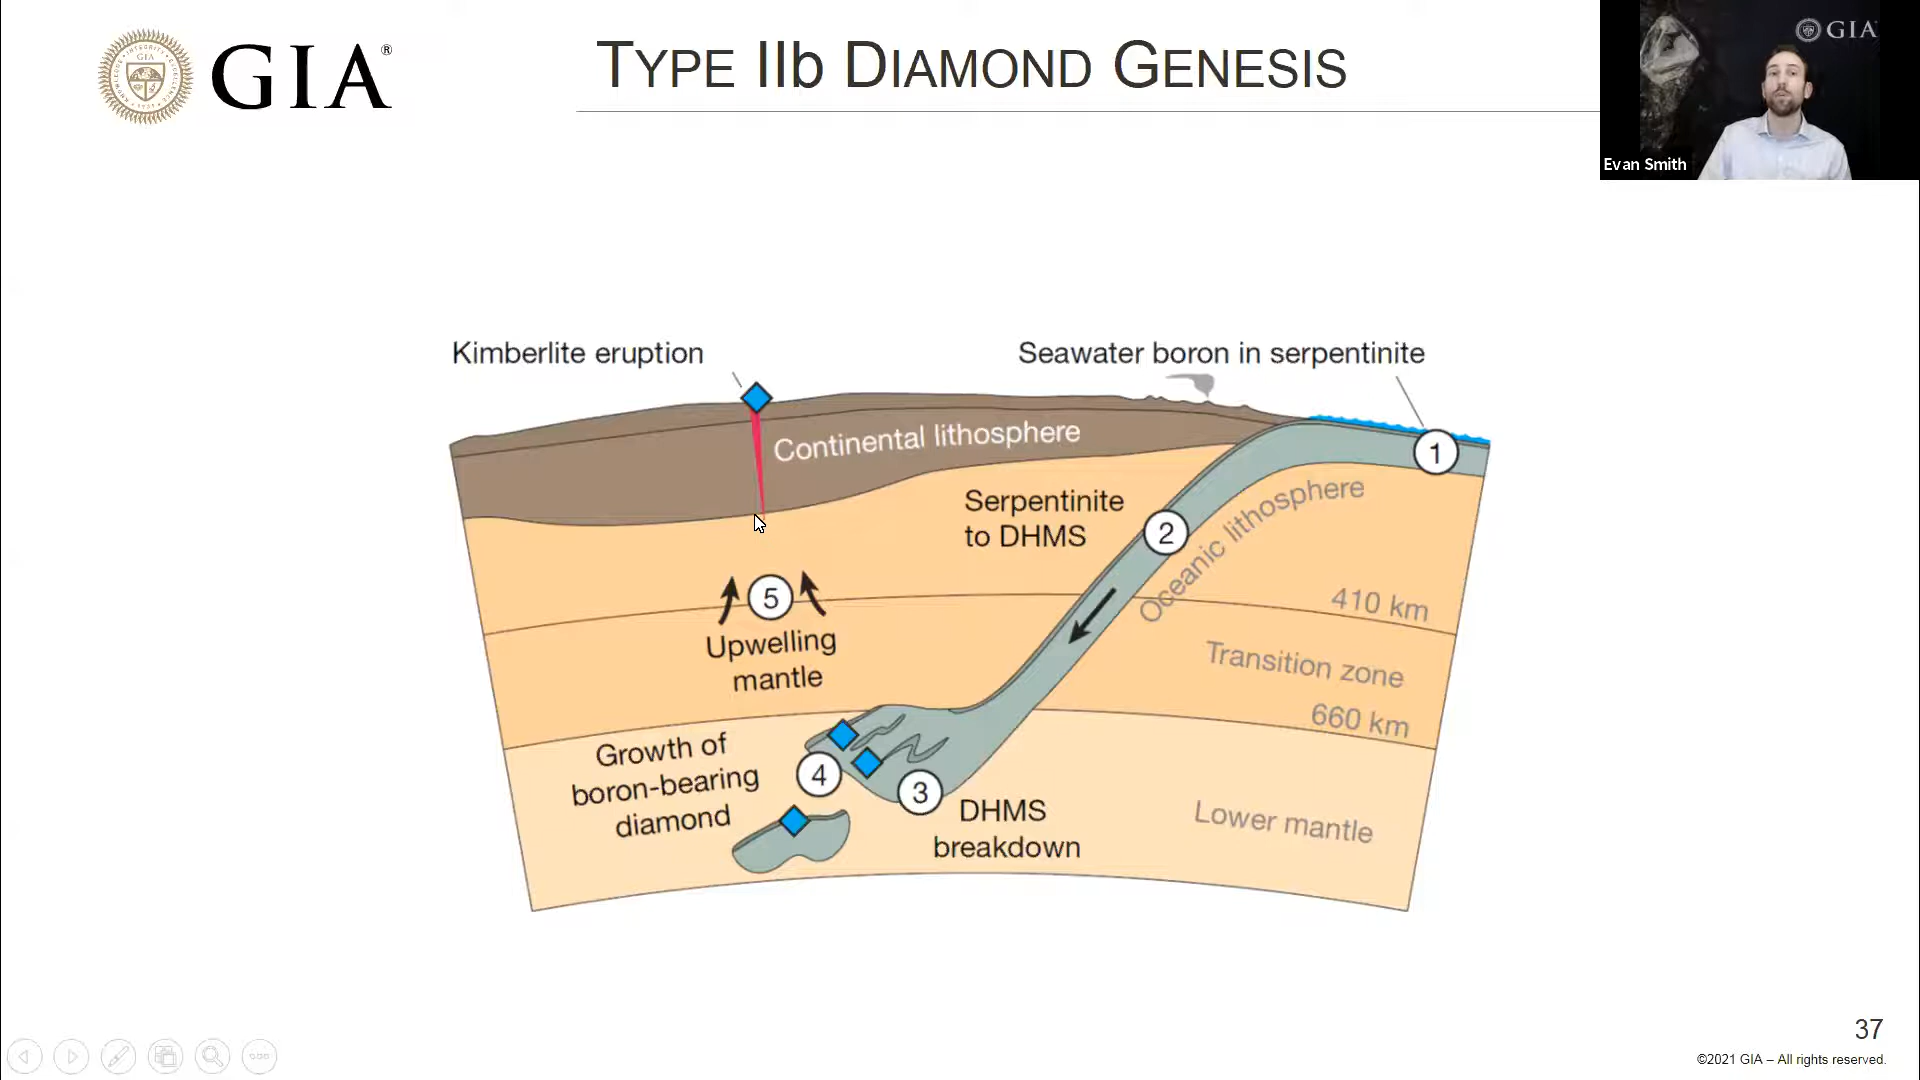 GIA®
TYPE IIb DIAMOND GENESIS
GIA
Evan Smith
Kimberlite eruption
Seawater boron in serpentinite
Continental lithosphere
1
Serpentinite
to DHMS
2
Oceanic lithosphere
5
Upwelling
mantle
410 km
Transition zone
660 km
Growth of
boron-bearing
diamond
4
3
DHMS
breakdown
Lower mantle
37
©2021 GIA – All rights reserved.